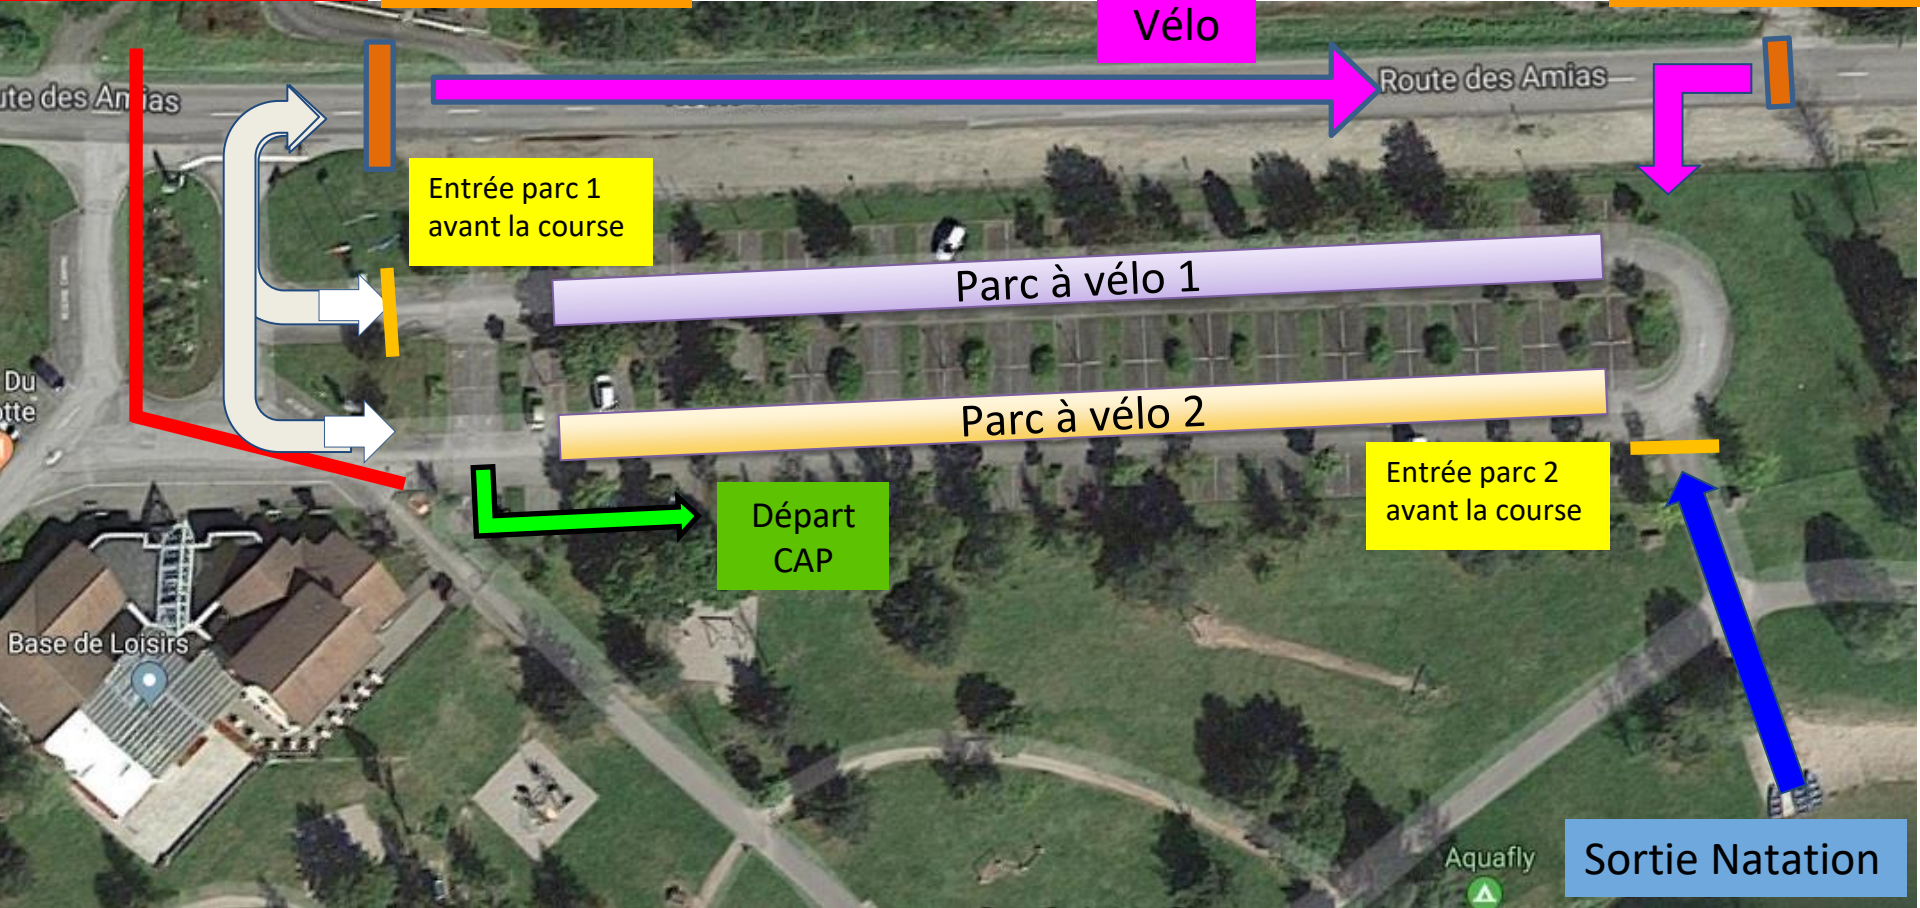 Vélo
ute des Amias
Route des Amias
Entrée parc 1
avant la course
Parc à vélo 1
Du
otte
Parc à vélo 2
Entrée parc 2
avant la course
Départ
CAP
Base de Loisirs
Aquafly
Sortie Natation